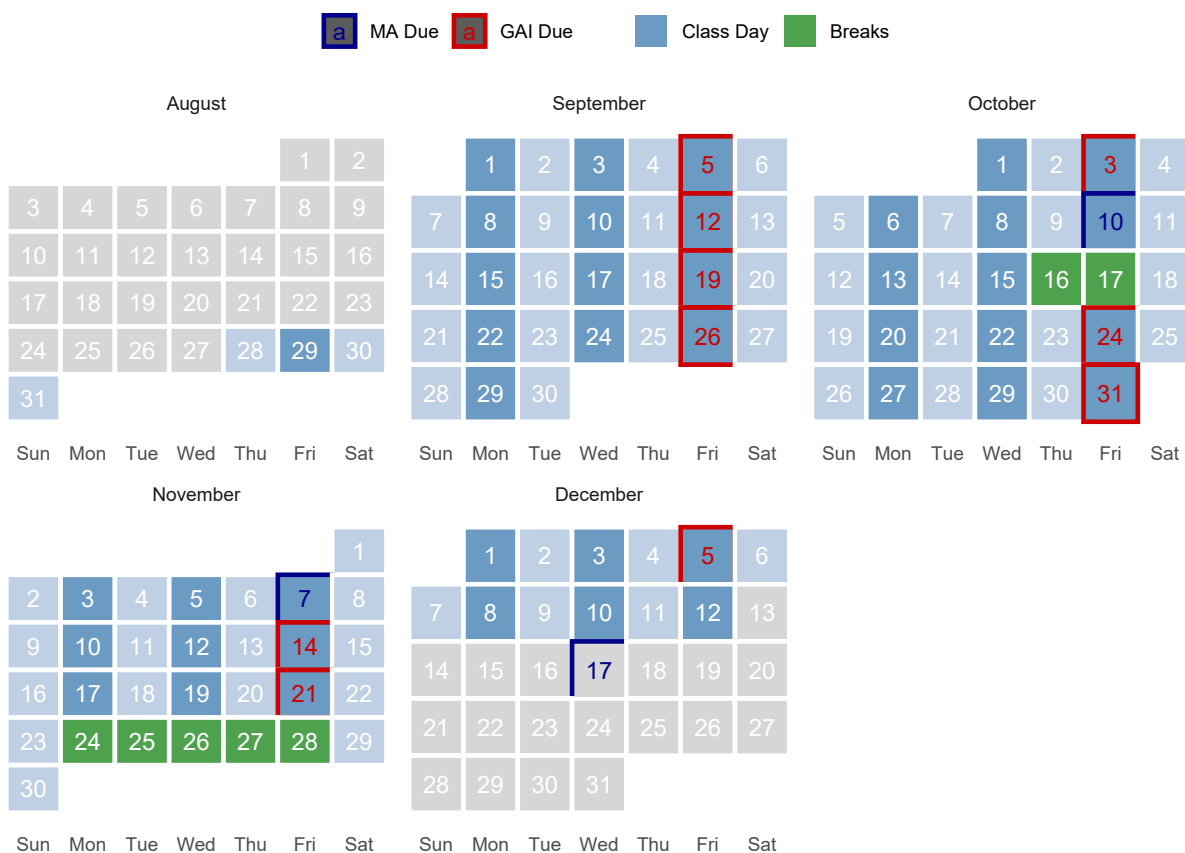 a MA Due a GAI Due Class Day Breaks
August September October
1 2
3 4 5 6 7 8 9
10 11 12 13 14 15 16
17 18 19 20 21 22 23
24 25 26 27 28 29 30
31
Sun Mon Tue Wed Thu Fri Sat
1 2 3 4 5 6
7 8 9 10 11 12 13
14 15 16 17 18 19 20
21 22 23 24 25 26 27
28 29 30
Sun Mon Tue Wed Thu Fri Sat
1 2 3 4
5 6 7 8 9 10 11
12 13 14 15 16 17 18
19 20 21 22 23 24 25
26 27 28 29 30 31
Sun Mon Tue Wed Thu Fri Sat
November December
1
2 3 4 5 6 7 8
9 10 11 12 13 14 15
16 17 18 19 20 21 22
23 24 25 26 27 28 29
30
Sun Mon Tue Wed Thu Fri Sat
1 2 3 4 5 6
7 8 9 10 11 12 13
14 15 16 17 18 19 20
21 22 23 24 25 26 27
28 29 30 31
Sun Mon Tue Wed Thu Fri Sat